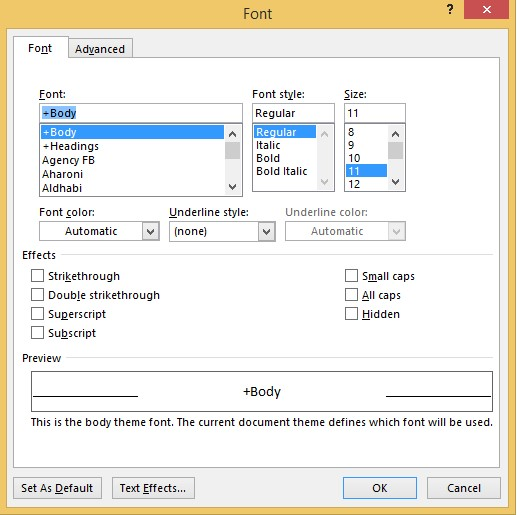 Font
?
Font
Advanced
Font: Font style: Size:
+Body Regular 11
+Body Regular 8
+Headings Italic 9
Agency FB Bold 10
Aharoni Bold Italic 11
Aldhabi 12
Font color: Underline style: Underline color:
Automatic (none) Automatic
Effects
Strikethrough Small caps
Double strikethrough All caps
Superscript Hidden
Subscript
Preview
+Body
This is the body theme font. The current document theme defines which font will be used.
Set As Default Text Effects... OK Cancel